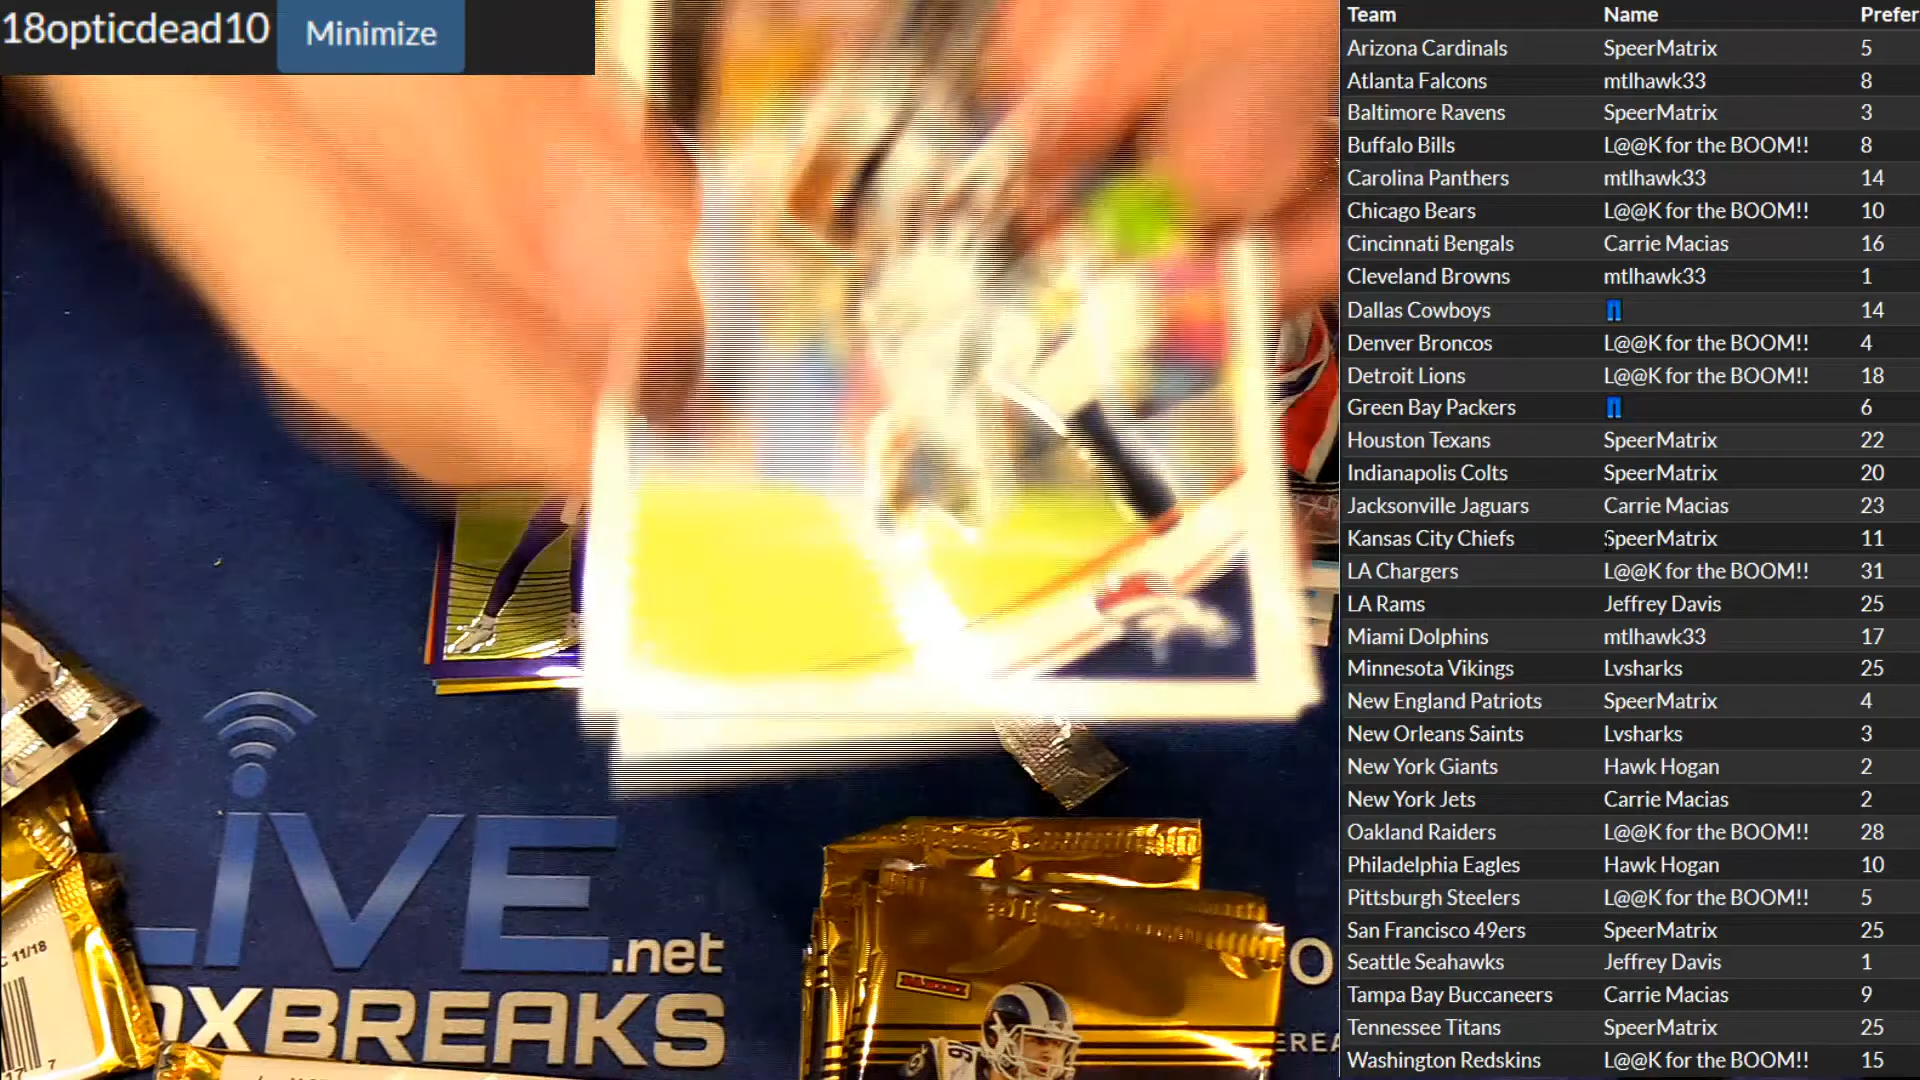 18opticdead10 Minimize
Team Name Prefer
Arizona Cardinals SpeerMatrix 5
Atlanta Falcons mtlhawk33 8
Baltimore Ravens SpeerMatrix 3
Buffalo Bills L@@K for the BOOM!! 8
Carolina Panthers mtlhawk33 14
Chicago Bears L@@K for the BOOM!! 10
Cincinnati Bengals Carrie Macias 16
Cleveland Browns mtlhawk33 1
Dallas Cowboys 👖 14
Denver Broncos L@@K for the BOOM!! 4
Detroit Lions L@@K for the BOOM!! 18
Green Bay Packers 👖 6
Houston Texans SpeerMatrix 22
Indianapolis Colts SpeerMatrix 20
Jacksonville Jaguars Carrie Macias 23
Kansas City Chiefs SpeerMatrix 11
LA Chargers L@@K for the BOOM!! 31
LA Rams Jeffrey Davis 25
Miami Dolphins mtlhawk33 17
Minnesota Vikings Lvsharks 25
New England Patriots SpeerMatrix 4
New Orleans Saints Lvsharks 3
New York Giants Hawk Hogan 2
New York Jets Carrie Macias 2
Oakland Raiders L@@K for the BOOM!! 28
Philadelphia Eagles Hawk Hogan 10
Pittsburgh Steelers L@@K for the BOOM!! 5
San Francisco 49ers SpeerMatrix 25
Seattle Seahawks Jeffrey Davis 1
Tampa Bay Buccaneers Carrie Macias 9
Tennessee Titans SpeerMatrix 25
Washington Redskins L@@K for the BOOM!! 15
LIVE.net
OXBREAKS
C 11/18
PANINI